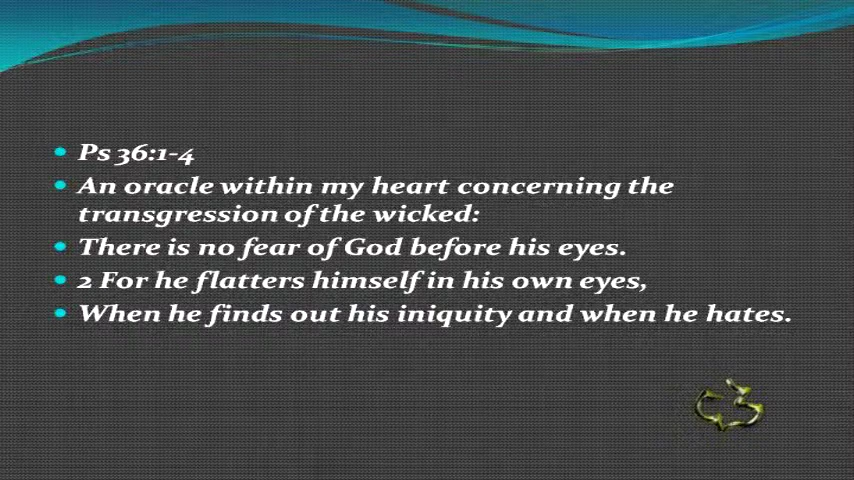 Ps 36:1-4
An oracle within my heart concerning the
transgression of the wicked:
There is no fear of God before his eyes.
2 For he flatters himself in his own eyes,
When he finds out his iniquity and when he hates.
C3